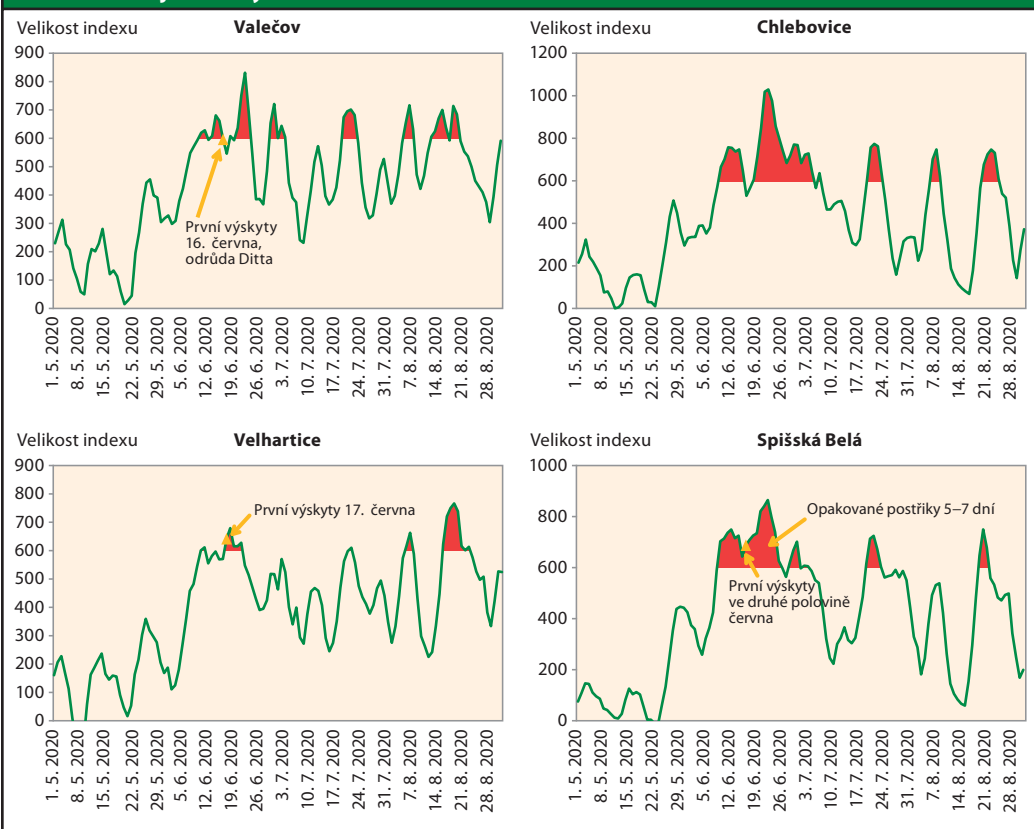 Velikost indexu
Valečov
900
800
700
600
500
400
300
200
100
0
První výskyty
16. června,
odrůda Ditta
1. 5. 2020
8. 5. 2020
15. 5. 2020
22. 5. 2020
29. 5. 2020
5. 6. 2020
12. 6. 2020
19. 6. 2020
26. 6. 2020
3. 7. 2020
10. 7. 2020
17. 7. 2020
24. 7. 2020
31. 7. 2020
7. 8. 2020
14. 8. 2020
21. 8. 2020
28. 8. 2020
Velikost indexu
Chlebovice
1200
1000
800
600
400
200
0
1. 5. 2020
8. 5. 2020
15. 5. 2020
22. 5. 2020
29. 5. 2020
5. 6. 2020
12. 6. 2020
19. 6. 2020
26. 6. 2020
3. 7. 2020
10. 7. 2020
17. 7. 2020
24. 7. 2020
31. 7. 2020
7. 8. 2020
14. 8. 2020
21. 8. 2020
28. 8. 2020
Velikost indexu
Velhartice
900
800
700
600
500
400
300
200
100
0
První výskyty 17. června
1. 5. 2020
8. 5. 2020
15. 5. 2020
22. 5. 2020
29. 5. 2020
5. 6. 2020
12. 6. 2020
19. 6. 2020
26. 6. 2020
3. 7. 2020
10. 7. 2020
17. 7. 2020
24. 7. 2020
31. 7. 2020
7. 8. 2020
14. 8. 2020
21. 8. 2020
28. 8. 2020
Velikost indexu
Spišská Belá
1000
800
600
400
200
0
Opakované postřiky 5–7 dní
První výskyty
ve druhé polovině
června
1. 5. 2020
8. 5. 2020
15. 5. 2020
22. 5. 2020
29. 5. 2020
5. 6. 2020
12. 6. 2020
19. 6. 2020
26. 6. 2020
3. 7. 2020
10. 7. 2020
17. 7. 2020
24. 7. 2020
31. 7. 2020
7. 8. 2020
14. 8. 2020
21. 8. 2020
28. 8. 2020